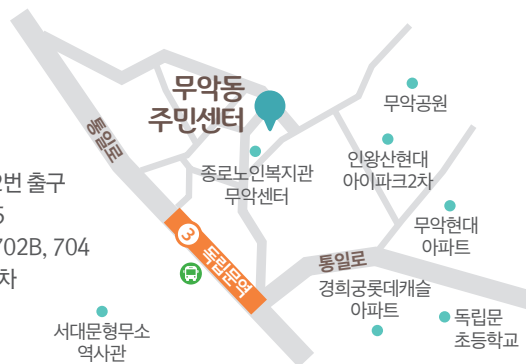 무악동
주민센터
무악공원
통일로
종로노인복지관
무악센터
인왕산현대
아이파크2차
번 출구
5
702B, 704
차
무악현대
아파트
3 독립문역
통일로
경희궁롯데캐슬
아파트
서대문형무소
역사관
독립문
초등학교